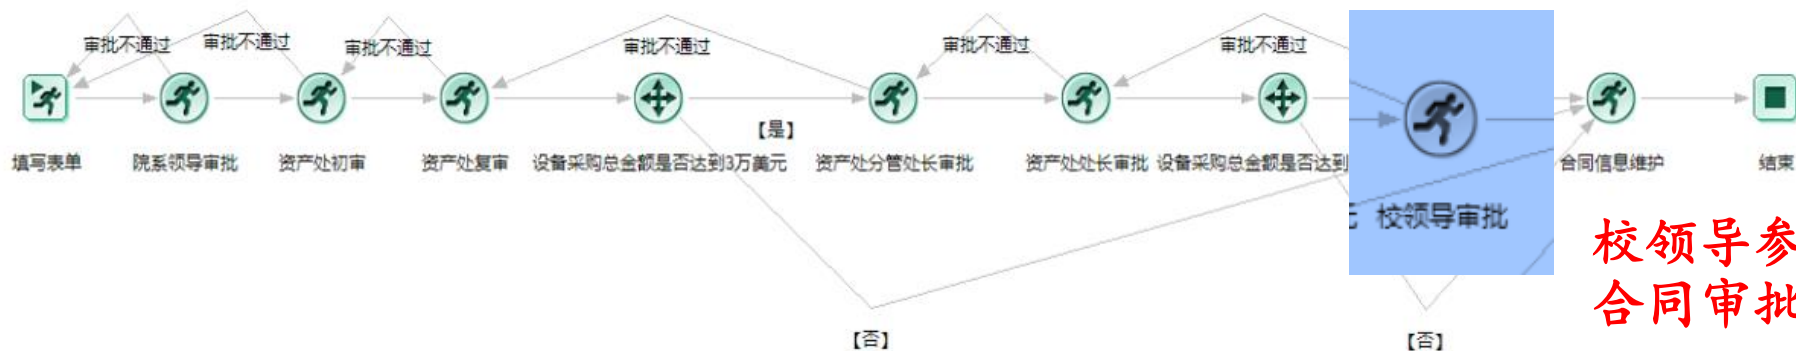 审批不通过
审批不通过
审批不通过
审批不通过
审批不通过
审批不通过
【是】
填写表单
院系领导审批
资产处初审
资产处复审
设备采购总金额是否达到3万美元
资产处分管处长审批
资产处处长审批
设备采购总金额是否达到
校领导审批
合同信息维护
结束
校领导参
合同审批
【否】
【否】